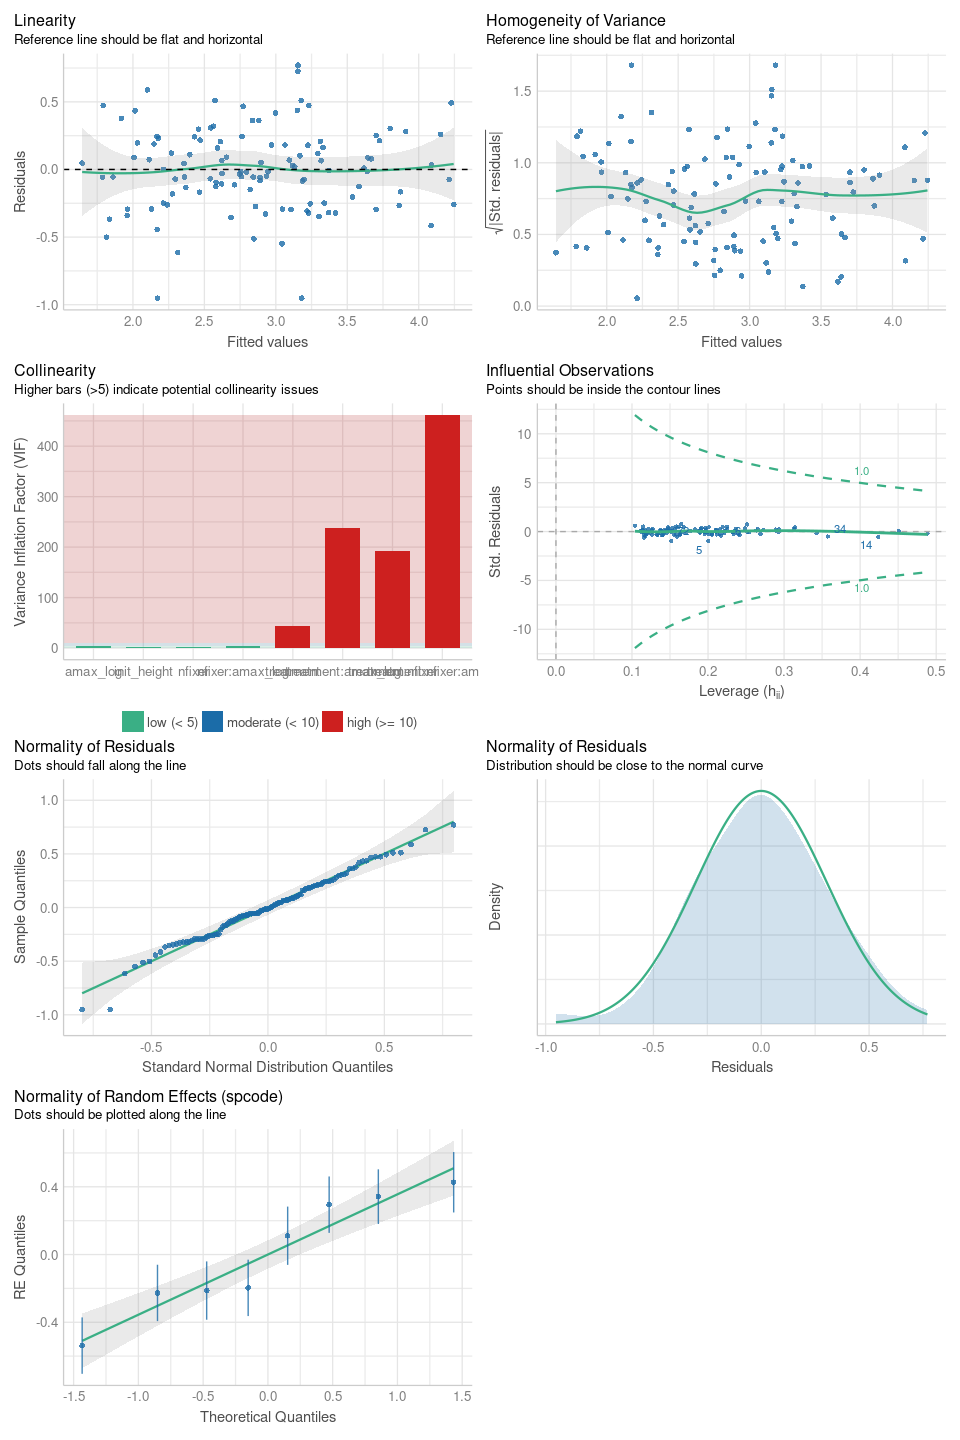 Linearity
Reference line should be flat and horizontal
Residuals
0.5
0.0
-0.5
-1.0
2.0 2.5 3.0 3.5 4.0
Fitted values
Homogeneity of Variance
Reference line should be flat and horizontal
√|Std. residuals|
1.5
1.0
0.5
0.0
2.0 2.5 3.0 3.5 4.0
Fitted values
Collinearity
Higher bars (>5) indicate potential collinearity issues
Variance Inflation Factor (VIF)
400
300
200
100
0
amax_log init_height nfixer
low (< 5) moderate (< 10) high (>= 10)
Influential Observations
Points should be inside the contour lines
Std. Residuals
10
5
0
-5
-10
1.0
34
14
5
1.0
0.0 0.1 0.2 0.3 0.4 0.5
Leverage (hii)
Normality of Residuals
Dots should fall along the line
Sample Quantiles
1.0
0.5
0.0
-0.5
-1.0
-0.5 0.0 0.5
Standard Normal Distribution Quantiles
Normality of Residuals
Distribution should be close to the normal curve
Density
-1.0 -0.5 0.0 0.5
Residuals
Normality of Random Effects (spcode)
Dots should be plotted along the line
RE Quantiles
0.4
0.0
-0.4
-1.5 -1.0 -0.5 0.0 0.5 1.0 1.5
Theoretical Quantiles